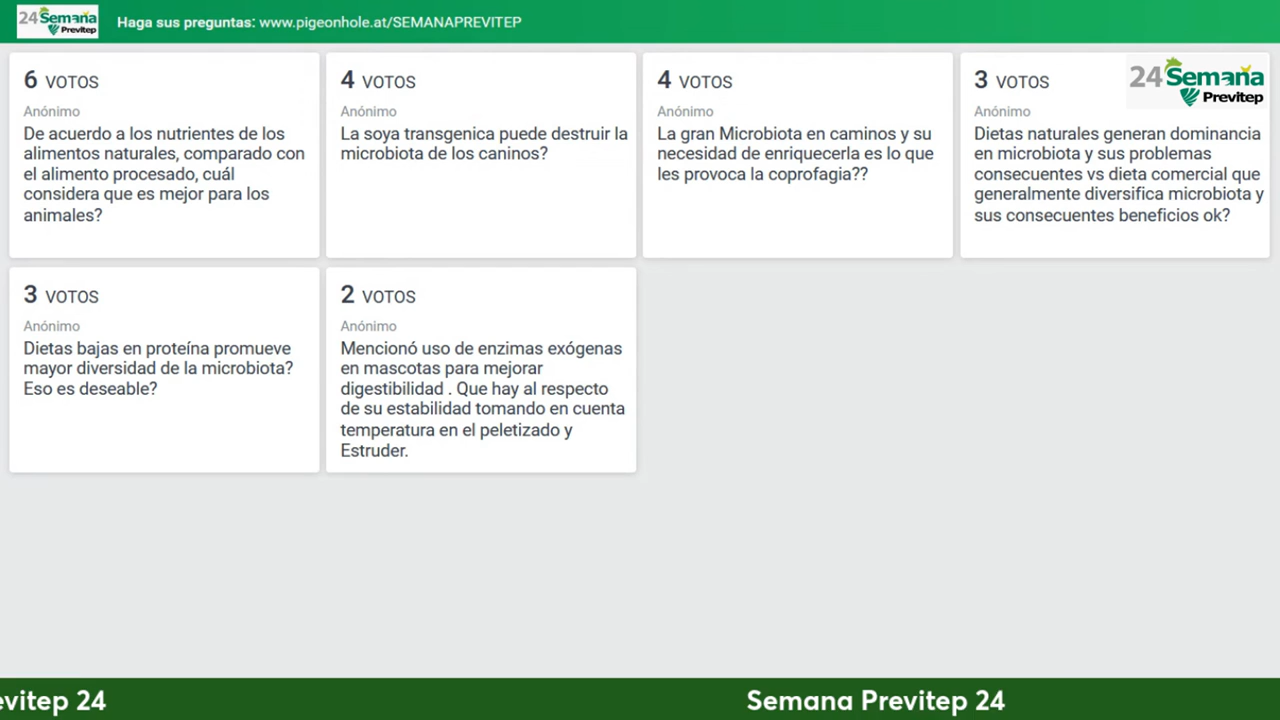 24 Semana
Previtep
Haga sus preguntas: www.pigeonhole.at/SEMANAPREVITEP
6 VOTOS
Anónimo
De acuerdo a los nutrientes de los
alimentos naturales, comparado con
el alimento procesado, cuál
considera que es mejor para los
animales?
4 VOTOS
Anónimo
La soya transgenica puede destruir la
microbiota de los caninos?
4 VOTOS
Anónimo
La gran Microbiota en caminos y su
necesidad de enriquecerla es lo que
les provoca la coprofagia??
3 VOTOS
24 Semana
Previtep
Anónimo
Dietas naturales generan dominancia
en microbiota y sus problemas
consecuentes vs dieta comercial que
generalmente diversifica microbiota y
sus consecuentes beneficios ok?
3 VOTOS
Anónimo
Dietas bajas en proteína promueve
mayor diversidad de la microbiota?
Eso es deseable?
2 VOTOS
Anónimo
Mencionó uso de enzimas exógenas
en mascotas para mejorar
digestibilidad . Que hay al respecto
de su estabilidad tomando en cuenta
temperatura en el peletizado y
Estruder.
evitep 24
Semana Previtep 24